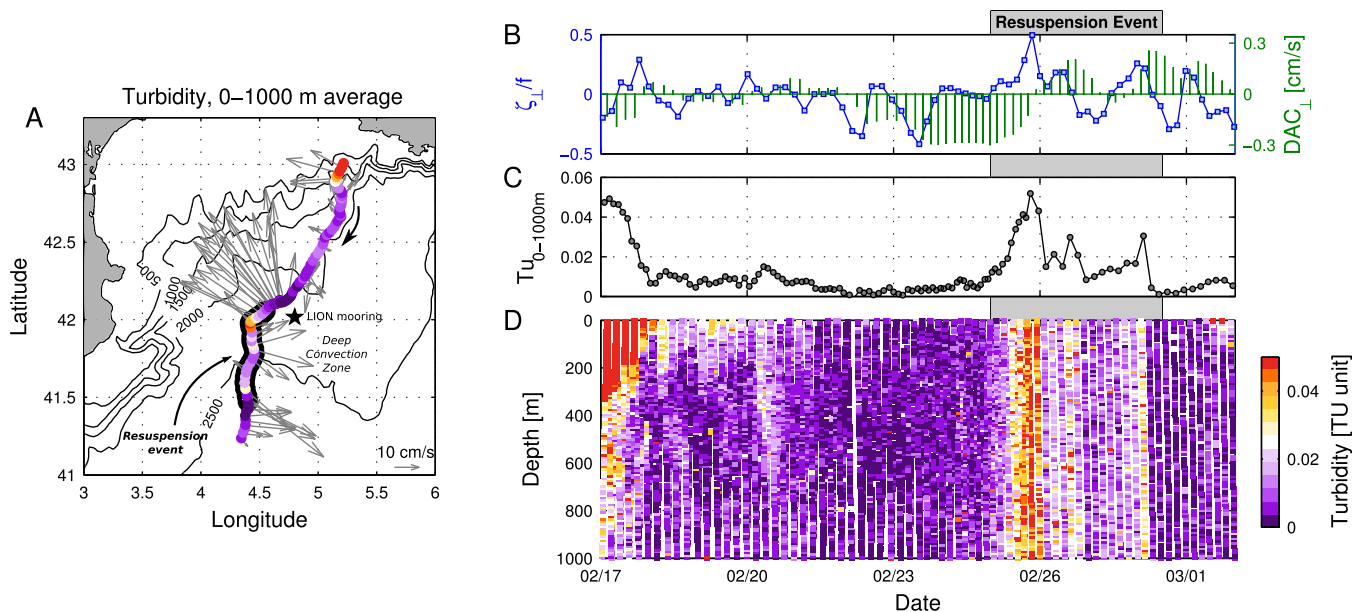 A
Turbidity, 0−1000 m average
Latitude
43
42.5
42
41.5
41
3
3.5
4
4.5
5
5.5
6
Longitude
500
1000
1500
2000
2500
LION mooring
Deep
Convection
Zone
Resuspension
event
10 cm/s
Resuspension Event
B
ζ⊥/f
0.5
0
−0.5
0.3
0
−0.3
DAC⊥ [cm/s]
C
Tu0−1000m
0.06
0.04
0.02
0
D
Depth [m]
0
200
400
600
800
1000
02/17
02/20
02/23
02/26
03/01
Date
0.04
0.02
0
Turbidity [TU unit]